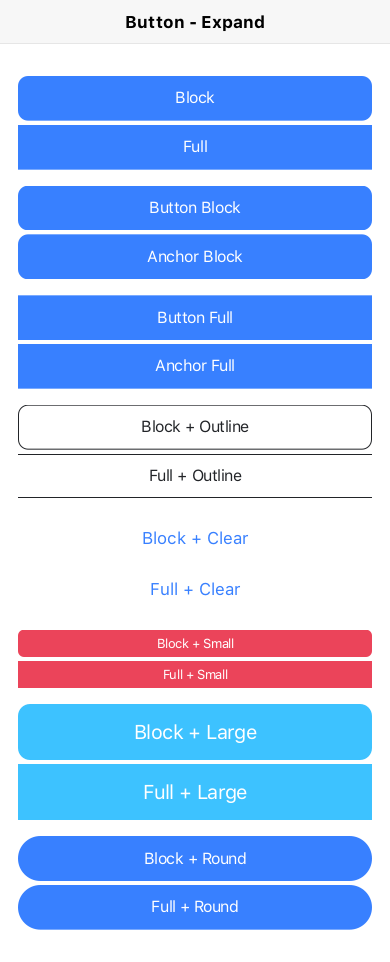 Button - Expand
Block
Full
Button Block
Anchor Block
Button Full
Anchor Full
Block + Outline
Full + Outline
Block + Clear
Full + Clear
Block + Small
Full + Small
Block + Large
Full + Large
Block + Round
Full + Round